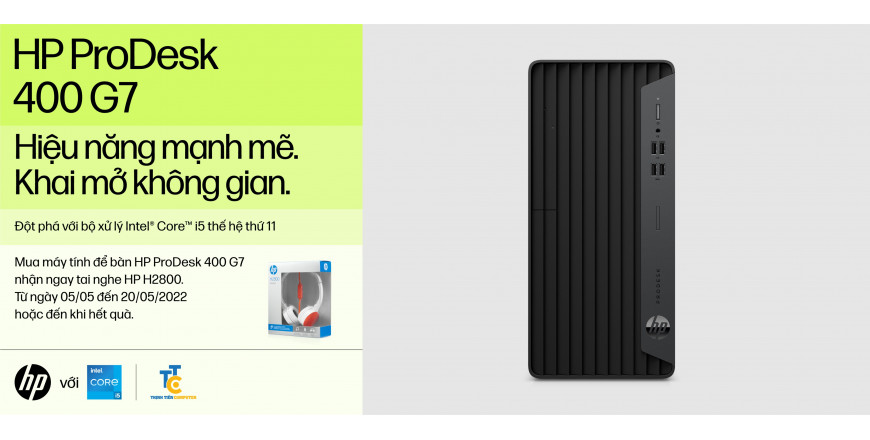 HP ProDesk
400 G7
Hiệu năng mạnh mẽ.
Khai mở không gian.
Đột phá với bộ xử lý Intel® Core™ i5 thế hệ thứ 11
Mua máy tính để bàn HP ProDesk 400 G7
nhận ngay tai nghe HP H2800.
Từ ngày 05/05 đến 20/05/2022
hoặc đến khi hết quà.
hp
với
intel
CORE
i5
TTC
THỊNH TIẾN COMPUTER
hp